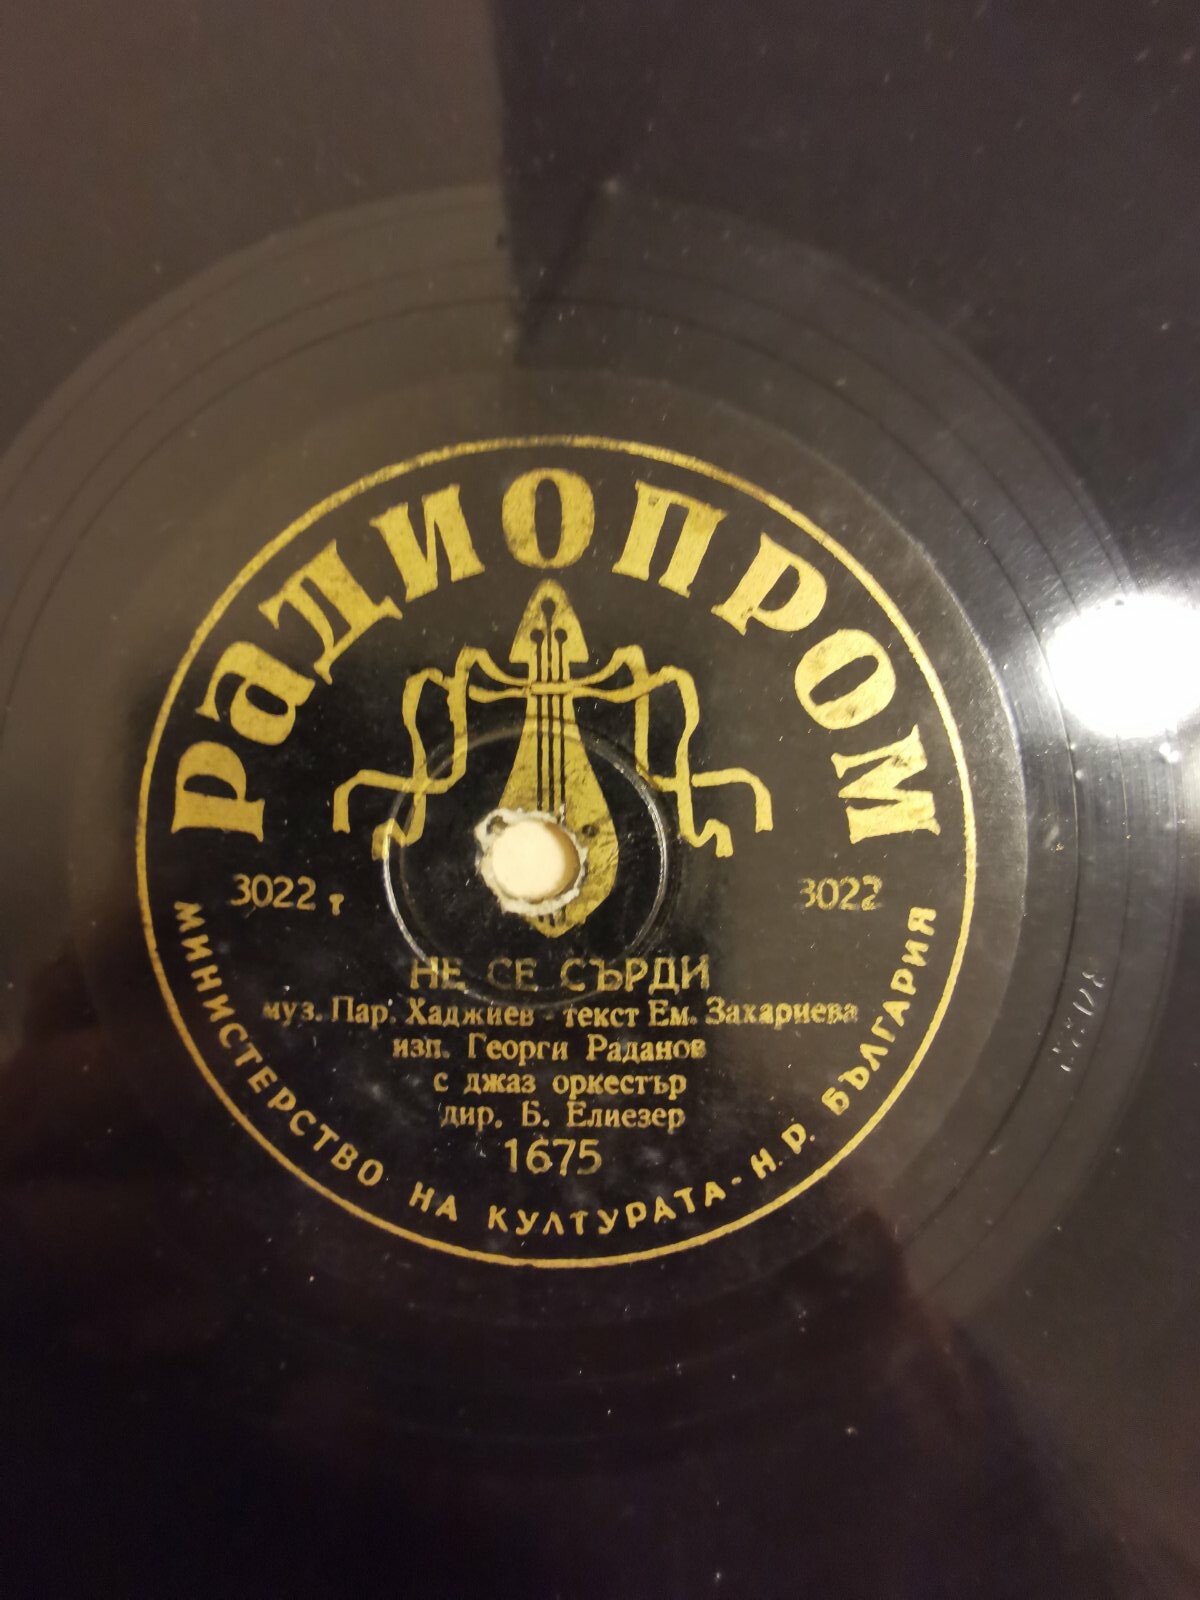 РАДИОПРОМ
3022 т
3022
НЕ СЕ СЪРДИ
муз. Пар. Хаджиев - текст Ем. Захариева
изп. Георги Раданов
с джаз оркестър
дир. Б. Елиезер
1675
МИНИСТЕРСТВО НА КУЛТУРАТА - Н. Р. БЪЛГАРИЯ